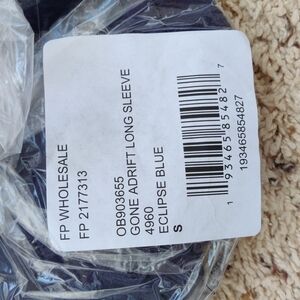 FP WHOLESALE
FP 2177313
OB903655
GONE ADRIFT LONG SLEEVE
4960
ECLIPSE BLUE
S
1 93465 85482 7
193465854827